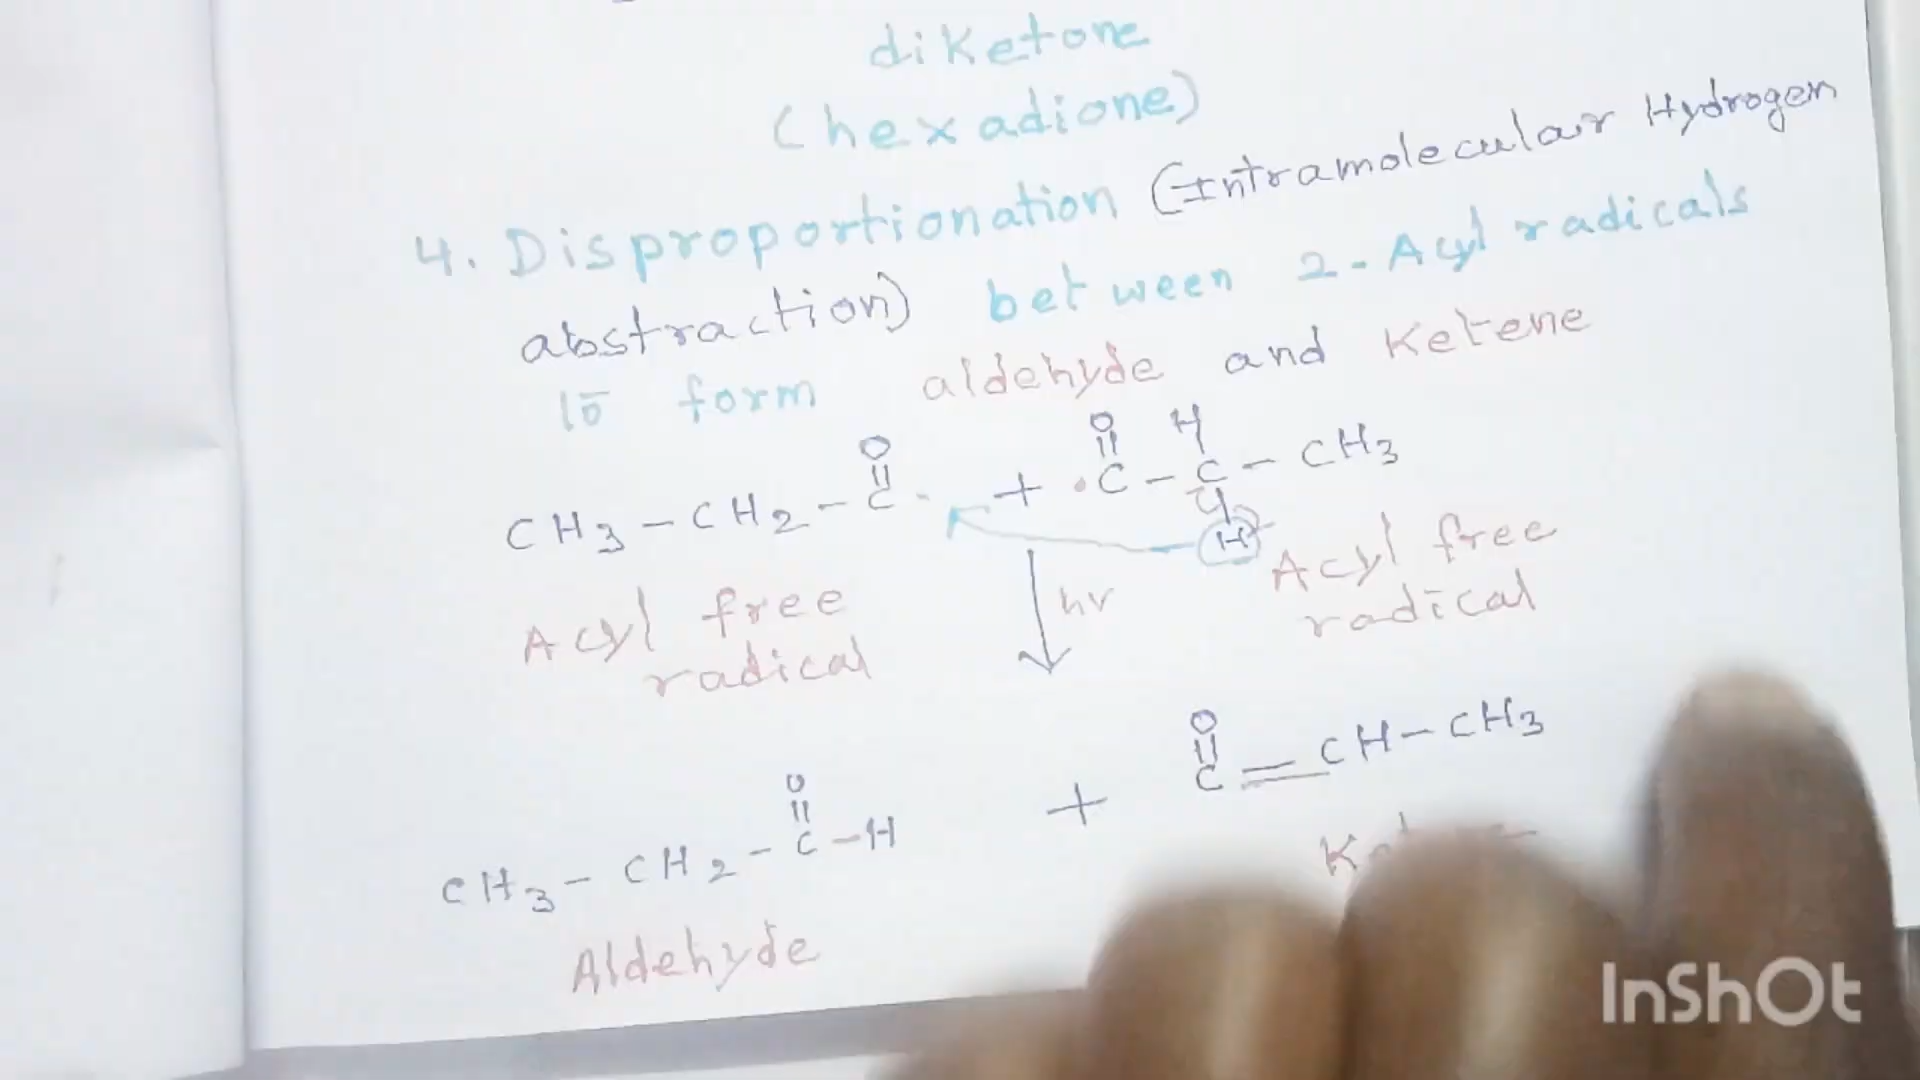 diketone
(hexadione)
4. Disproportionation (Intramolecular Hydrogen
abstraction) between 2-Acyl radicals
to form aldehyde and Ketene
O O H
CH3 - CH2 - C · + · C - C - CH3
H
Acyl free
radical
hν
Acyl free
radical
O O
CH3 - CH2 - C - H + C = CH - CH3
Aldehyde
InShOt